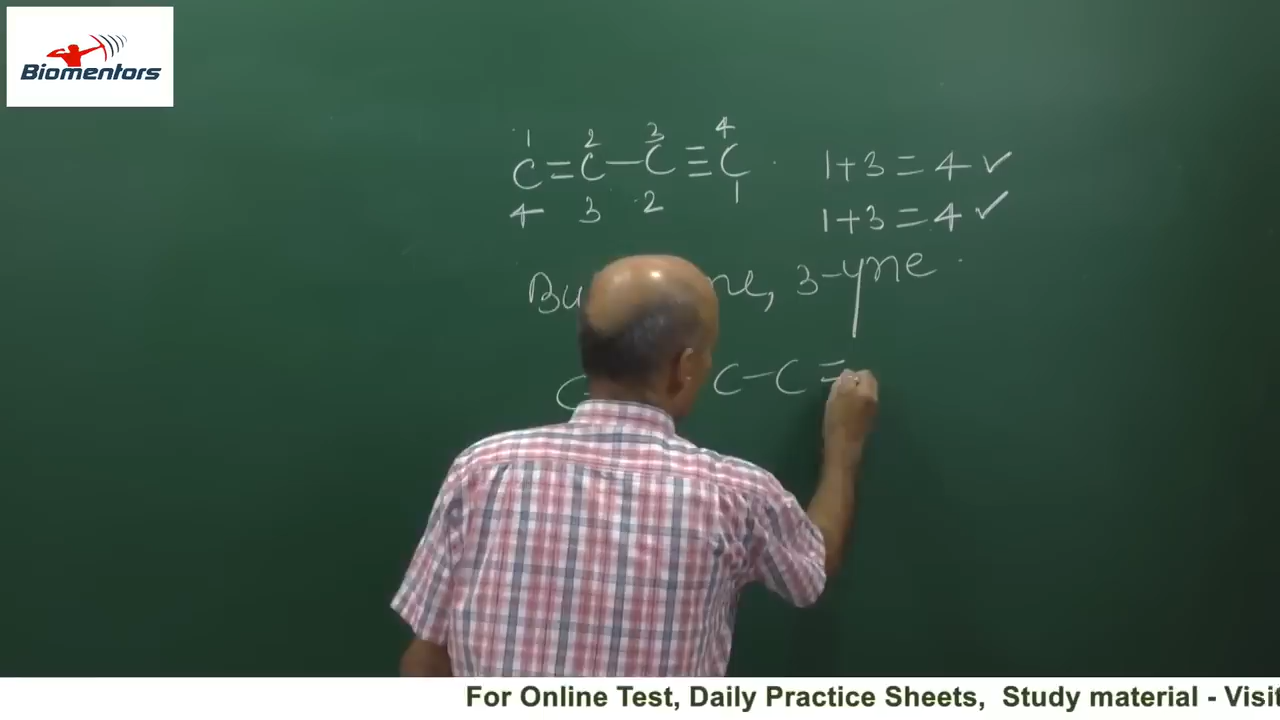 Biomentors
1 2 3 4
C=C—C≡C
4 3 2 1
1+3=4✓
1+3=4✓
Bu ne, 3-yne
C C-C=
For Online Test, Daily Practice Sheets, Study material - Visit